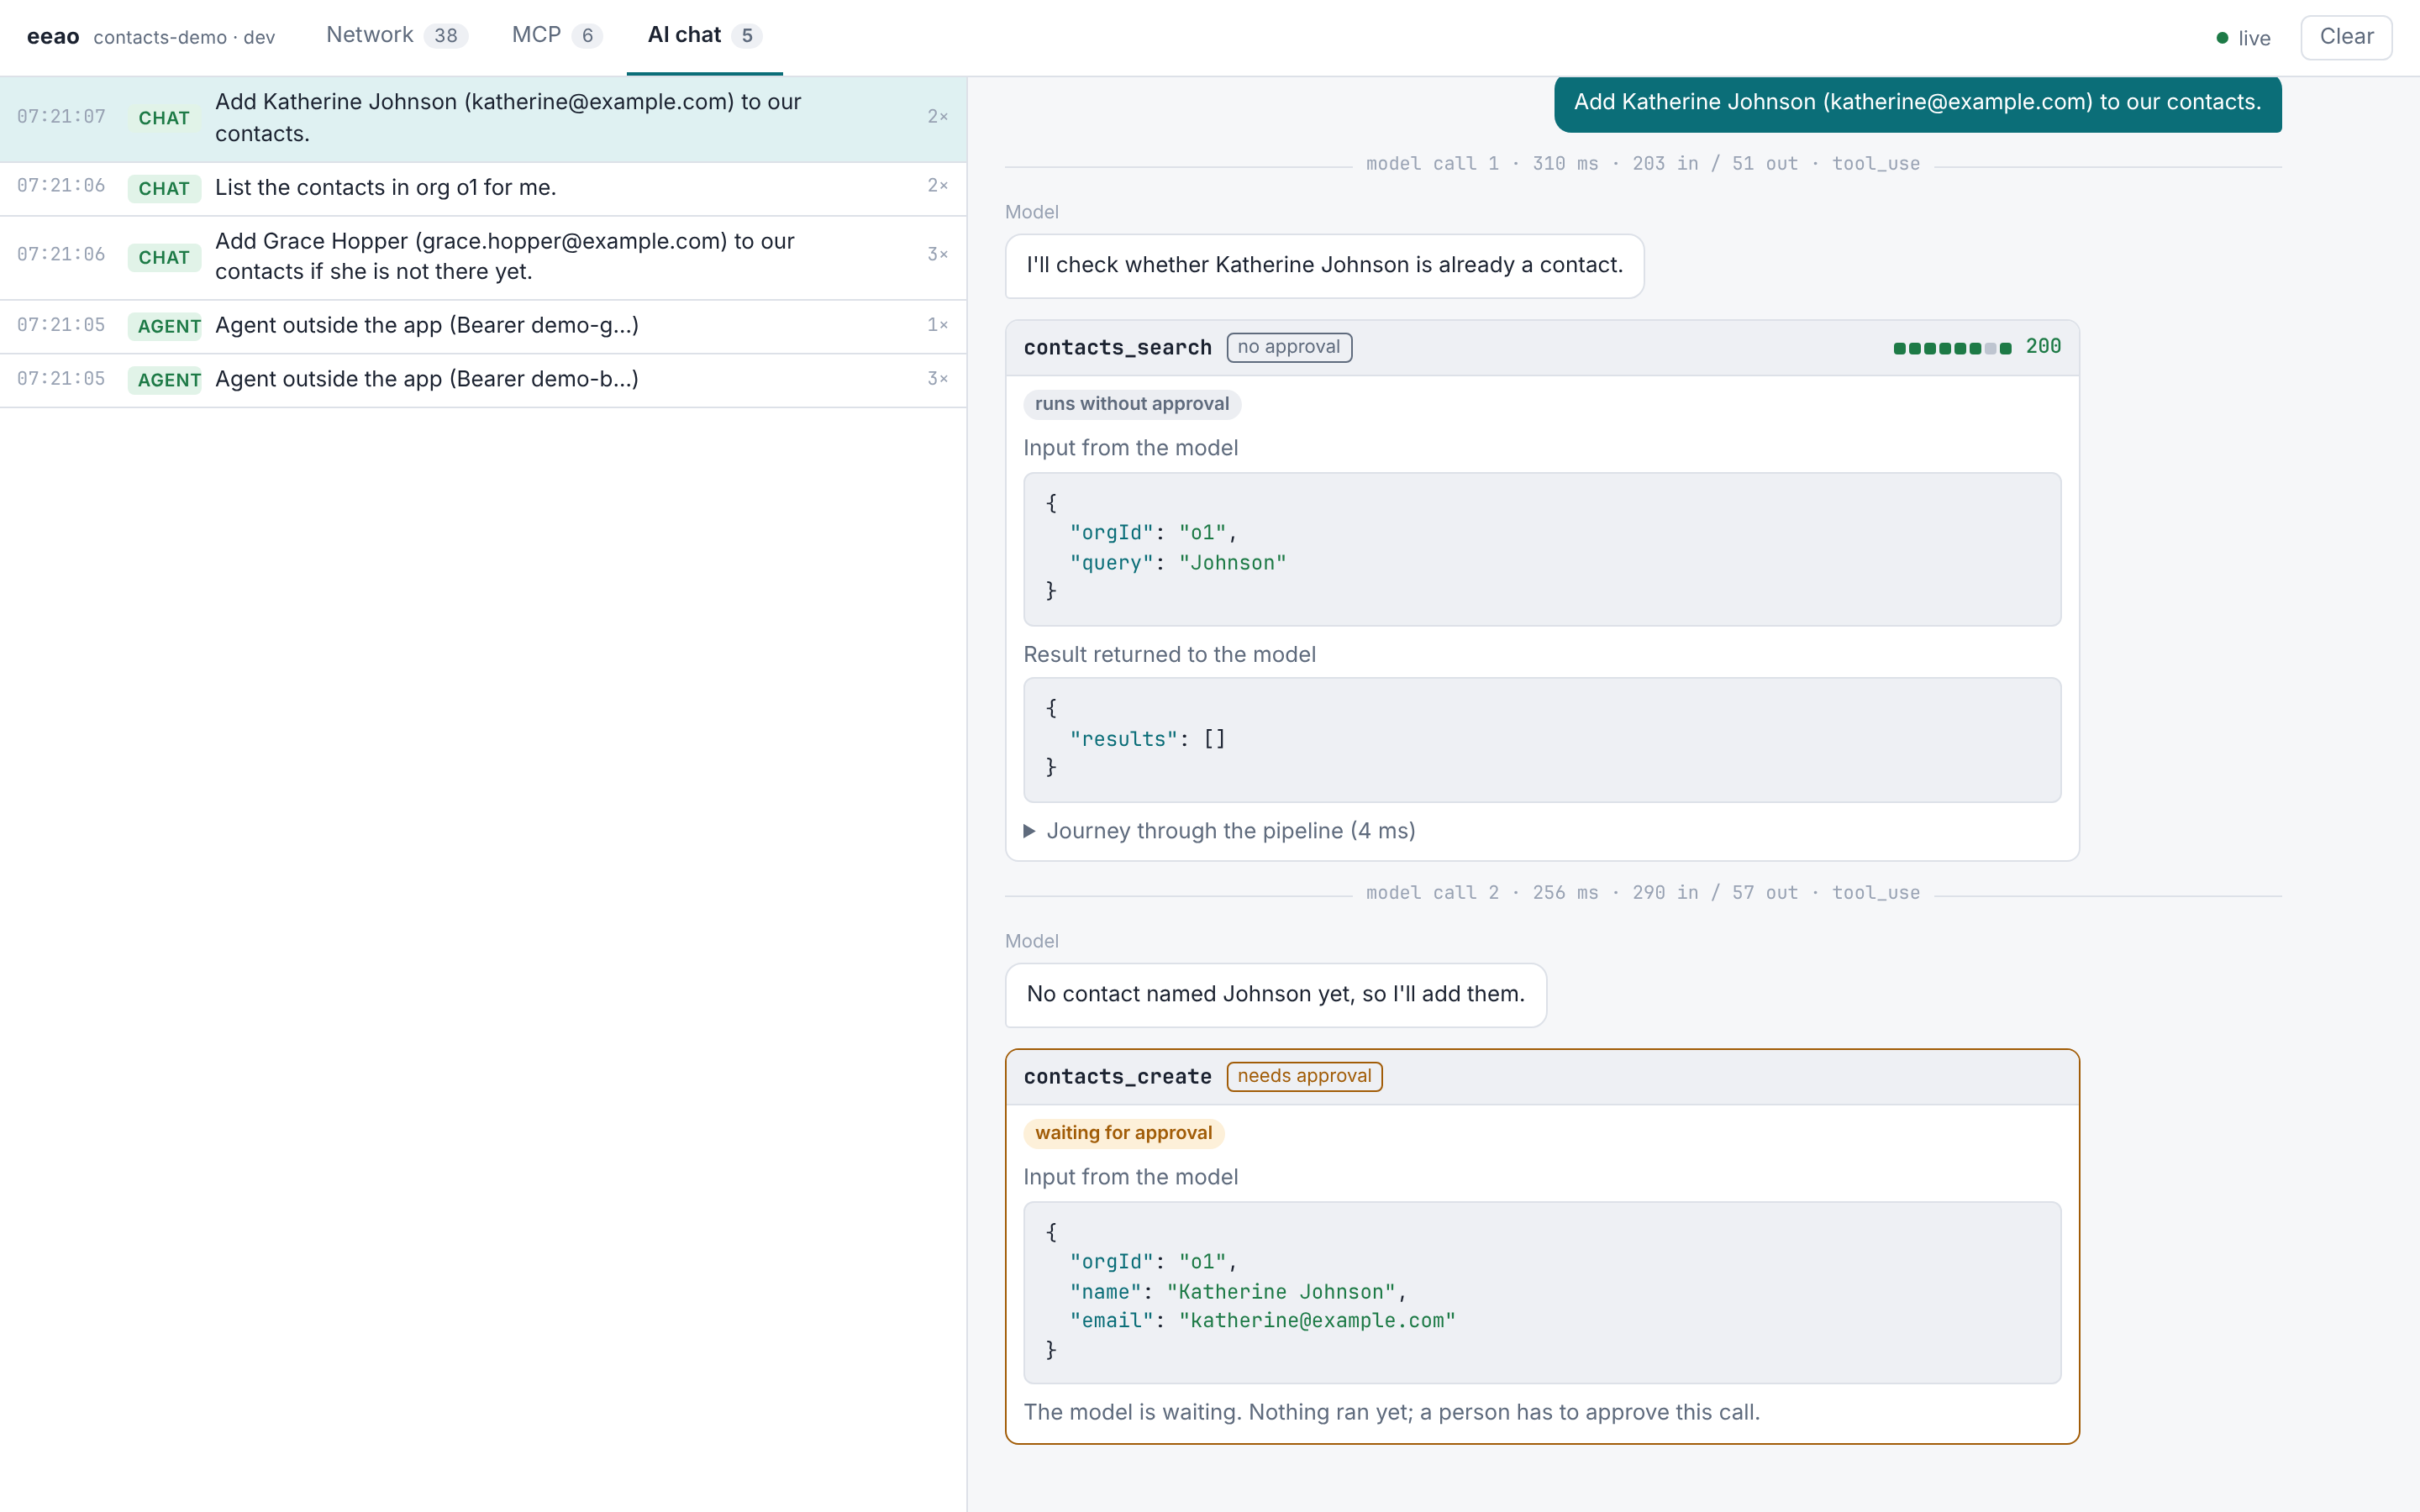 eeao contacts-demo · dev Network 38 MCP 6 AI chat 5 live Clear
07:21:07 CHAT Add Katherine Johnson (katherine@example.com) to our
contacts. 2×
07:21:06 CHAT List the contacts in org o1 for me. 2×
07:21:06 CHAT Add Grace Hopper (grace.hopper@example.com) to our
contacts if she is not there yet. 3×
07:21:05 AGENT Agent outside the app (Bearer demo-g…) 1×
07:21:05 AGENT Agent outside the app (Bearer demo-b…) 3×
Add Katherine Johnson (katherine@example.com) to our contacts.
model call 1 · 310 ms · 203 in / 51 out · tool_use
Model
I'll check whether Katherine Johnson is already a contact.
contacts_search no approval 200
runs without approval
Input from the model
{
"orgId": "o1",
"query": "Johnson"
}
Result returned to the model
{
"results": []
}
Journey through the pipeline (4 ms)
model call 2 · 256 ms · 290 in / 57 out · tool_use
Model
No contact named Johnson yet, so I'll add them.
contacts_create needs approval
waiting for approval
Input from the model
{
"orgId": "o1",
"name": "Katherine Johnson",
"email": "katherine@example.com"
}
The model is waiting. Nothing ran yet; a person has to approve this call.